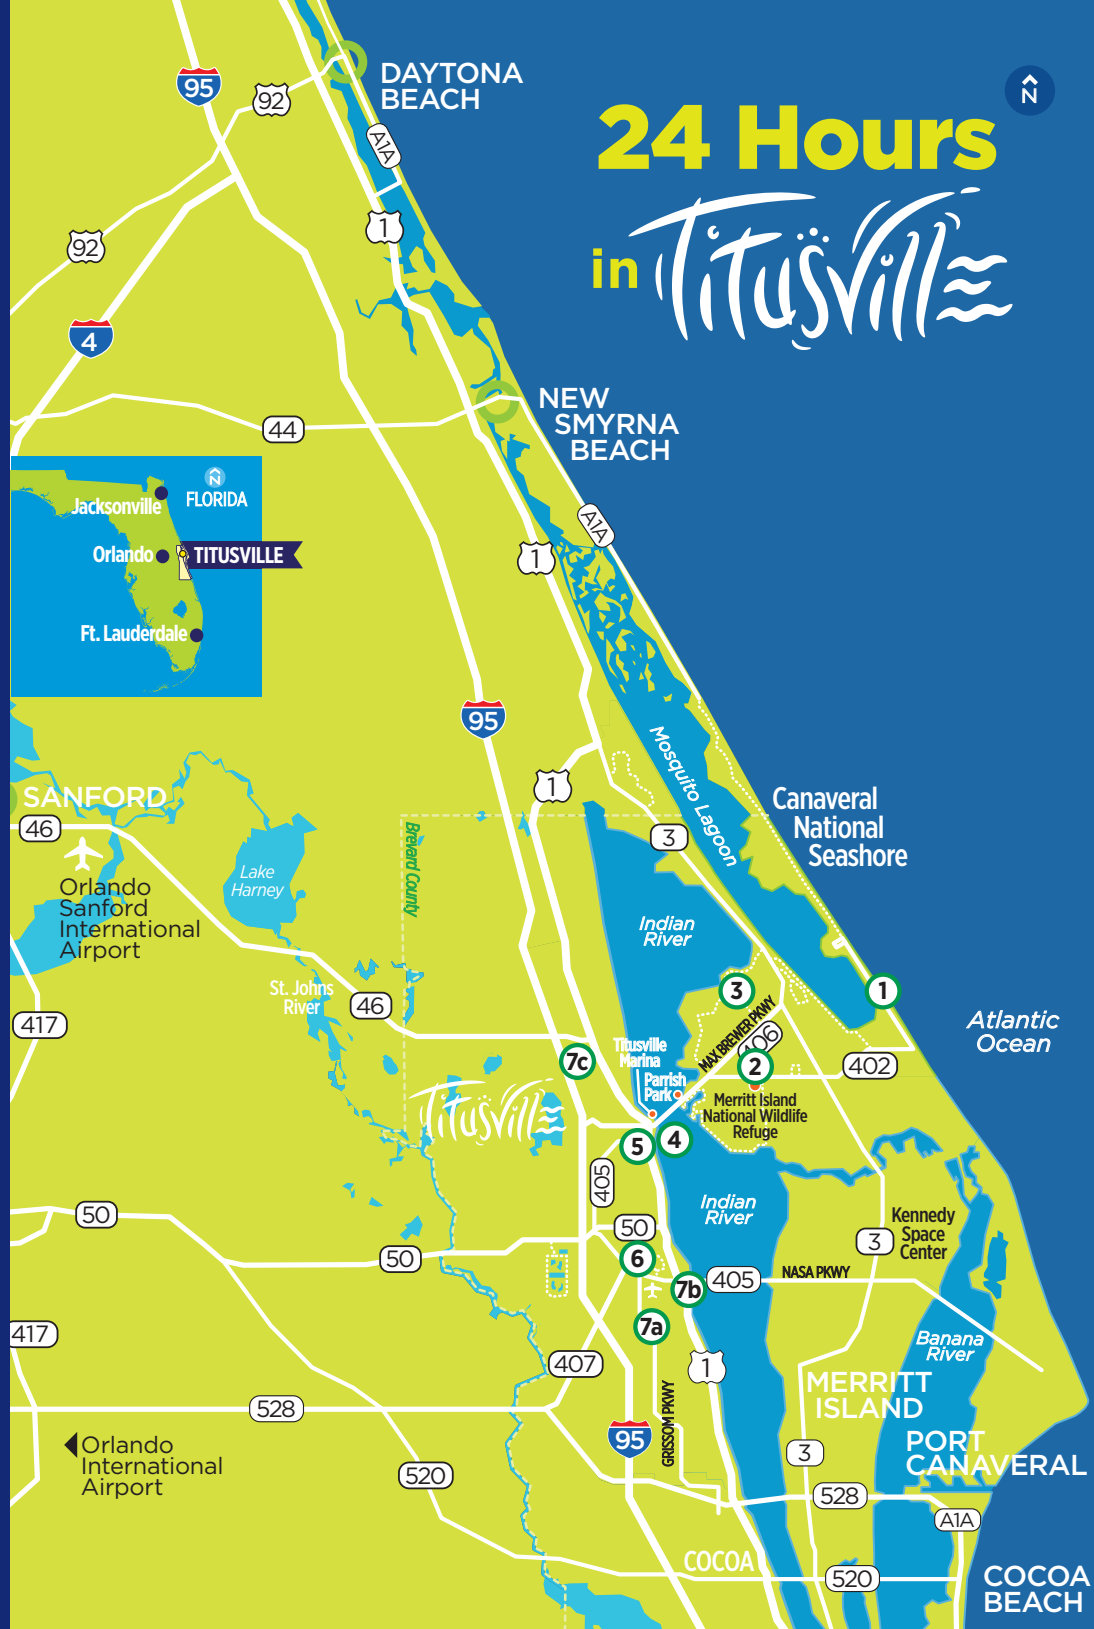 DAYTONA
BEACH
N
95
92
24 Hours
in Titusville
A1A
1
92
4
NEW
SMYRNA
BEACH
44
N
FLORIDA
Jacksonville
Orlando
TITUSVILLE
Ft. Lauderdale
A1A
1
95
Mosquito Lagoon
1
SANFORD
46
Canaveral
National
Seashore
3
Brevard County
Lake
Harney
Orlando
Sanford
International
Airport
Indian
River
St. Johns
River
46
3
1
417
MAX BREWER PKWY
406
Atlantic
Ocean
Titusville
Marina
7c
2
402
Parrish
Park
Merritt Island
National Wildlife
Refuge
Titusville
5
4
405
50
Indian
River
50
Kennedy
Space
Center
3
50
6
7b
405
NASA PKWY
7a
417
Banana
River
407
1
MERRITT
ISLAND
528
GRISSOM PKWY
95
Orlando
International
Airport
3
PORT
CANAVERAL
520
528
A1A
COCOA
520
COCOA
BEACH